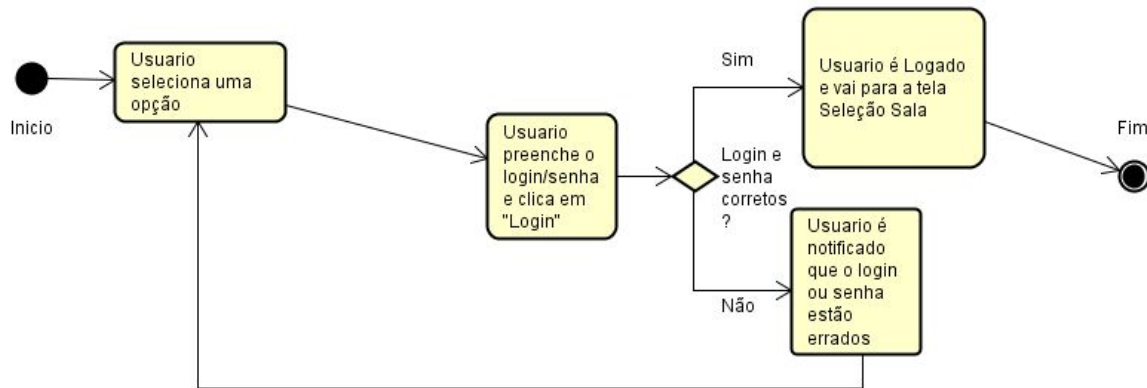 Inicio
Usuario
seleciona uma
opção
Usuario
preenche o
login/senha
e clica em
"Login"
Login e
senha
corretos
?
Sim
Usuario é Logado
e vai para a tela
Seleção Sala
Fim
Não
Usuario é
notificado
que o login
ou senha
estão
errados